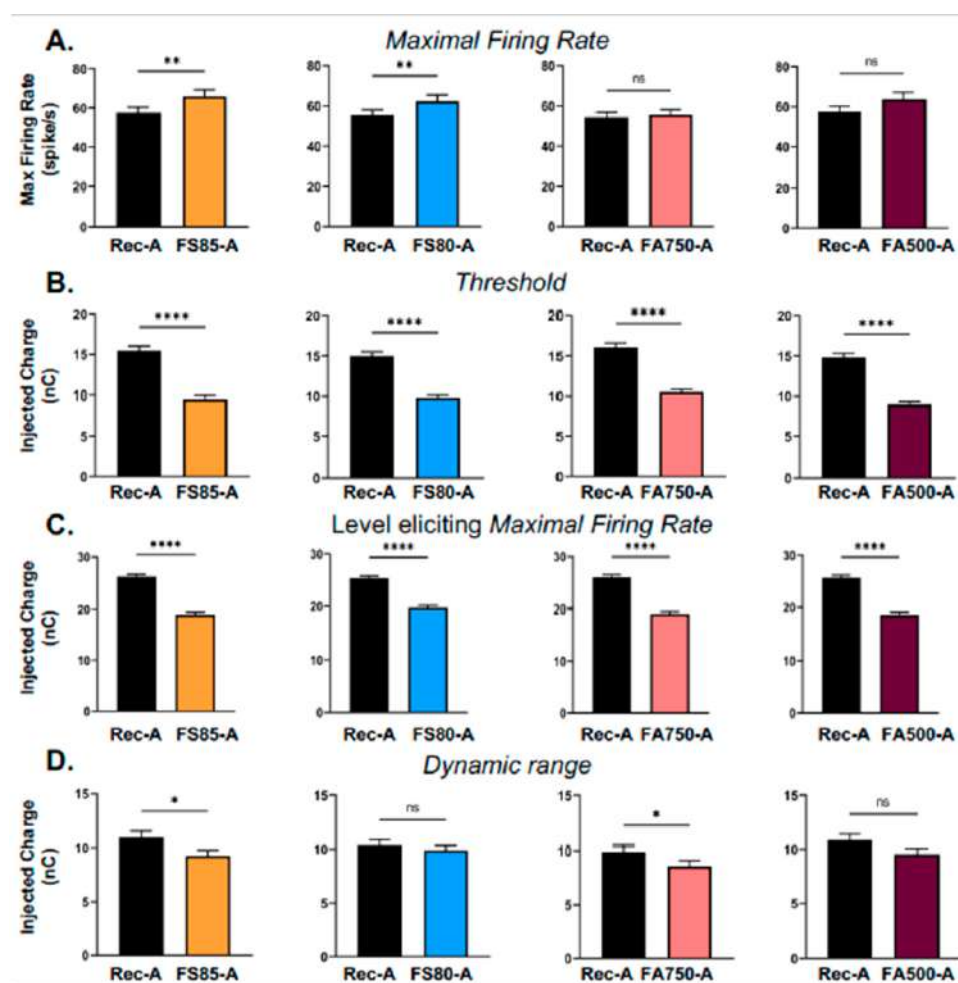 A. Maximal Firing Rate
** ** ns ns
Max Firing Rate
(spike/s)
80 80 80 80
60 60 60 60
40 40 40 40
20 20 20 20
0 0 0 0
Rec-A FS85-A Rec-A FS80-A Rec-A FA750-A Rec-A FA500-A
B. Threshold
**** **** **** ****
Injected Charge
(nC)
20 20 20 20
15 15 15 15
10 10 10 10
5 5 5 5
0 0 0 0
Rec-A FS85-A Rec-A FS80-A Rec-A FA750-A Rec-A FA500-A
C. Level eliciting Maximal Firing Rate
**** **** **** ****
Injected Charge
(nC)
30 30 30 30
20 20 20 20
10 10 10 10
0 0 0 0
Rec-A FS85-A Rec-A FS80-A Rec-A FA750-A Rec-A FA500-A
D. Dynamic range
* ns * ns
Injected Charge
(nC)
15 15 15 15
10 10 10 10
5 5 5 5
0 0 0 0
Rec-A FS85-A Rec-A FS80-A Rec-A FA750-A Rec-A FA500-A